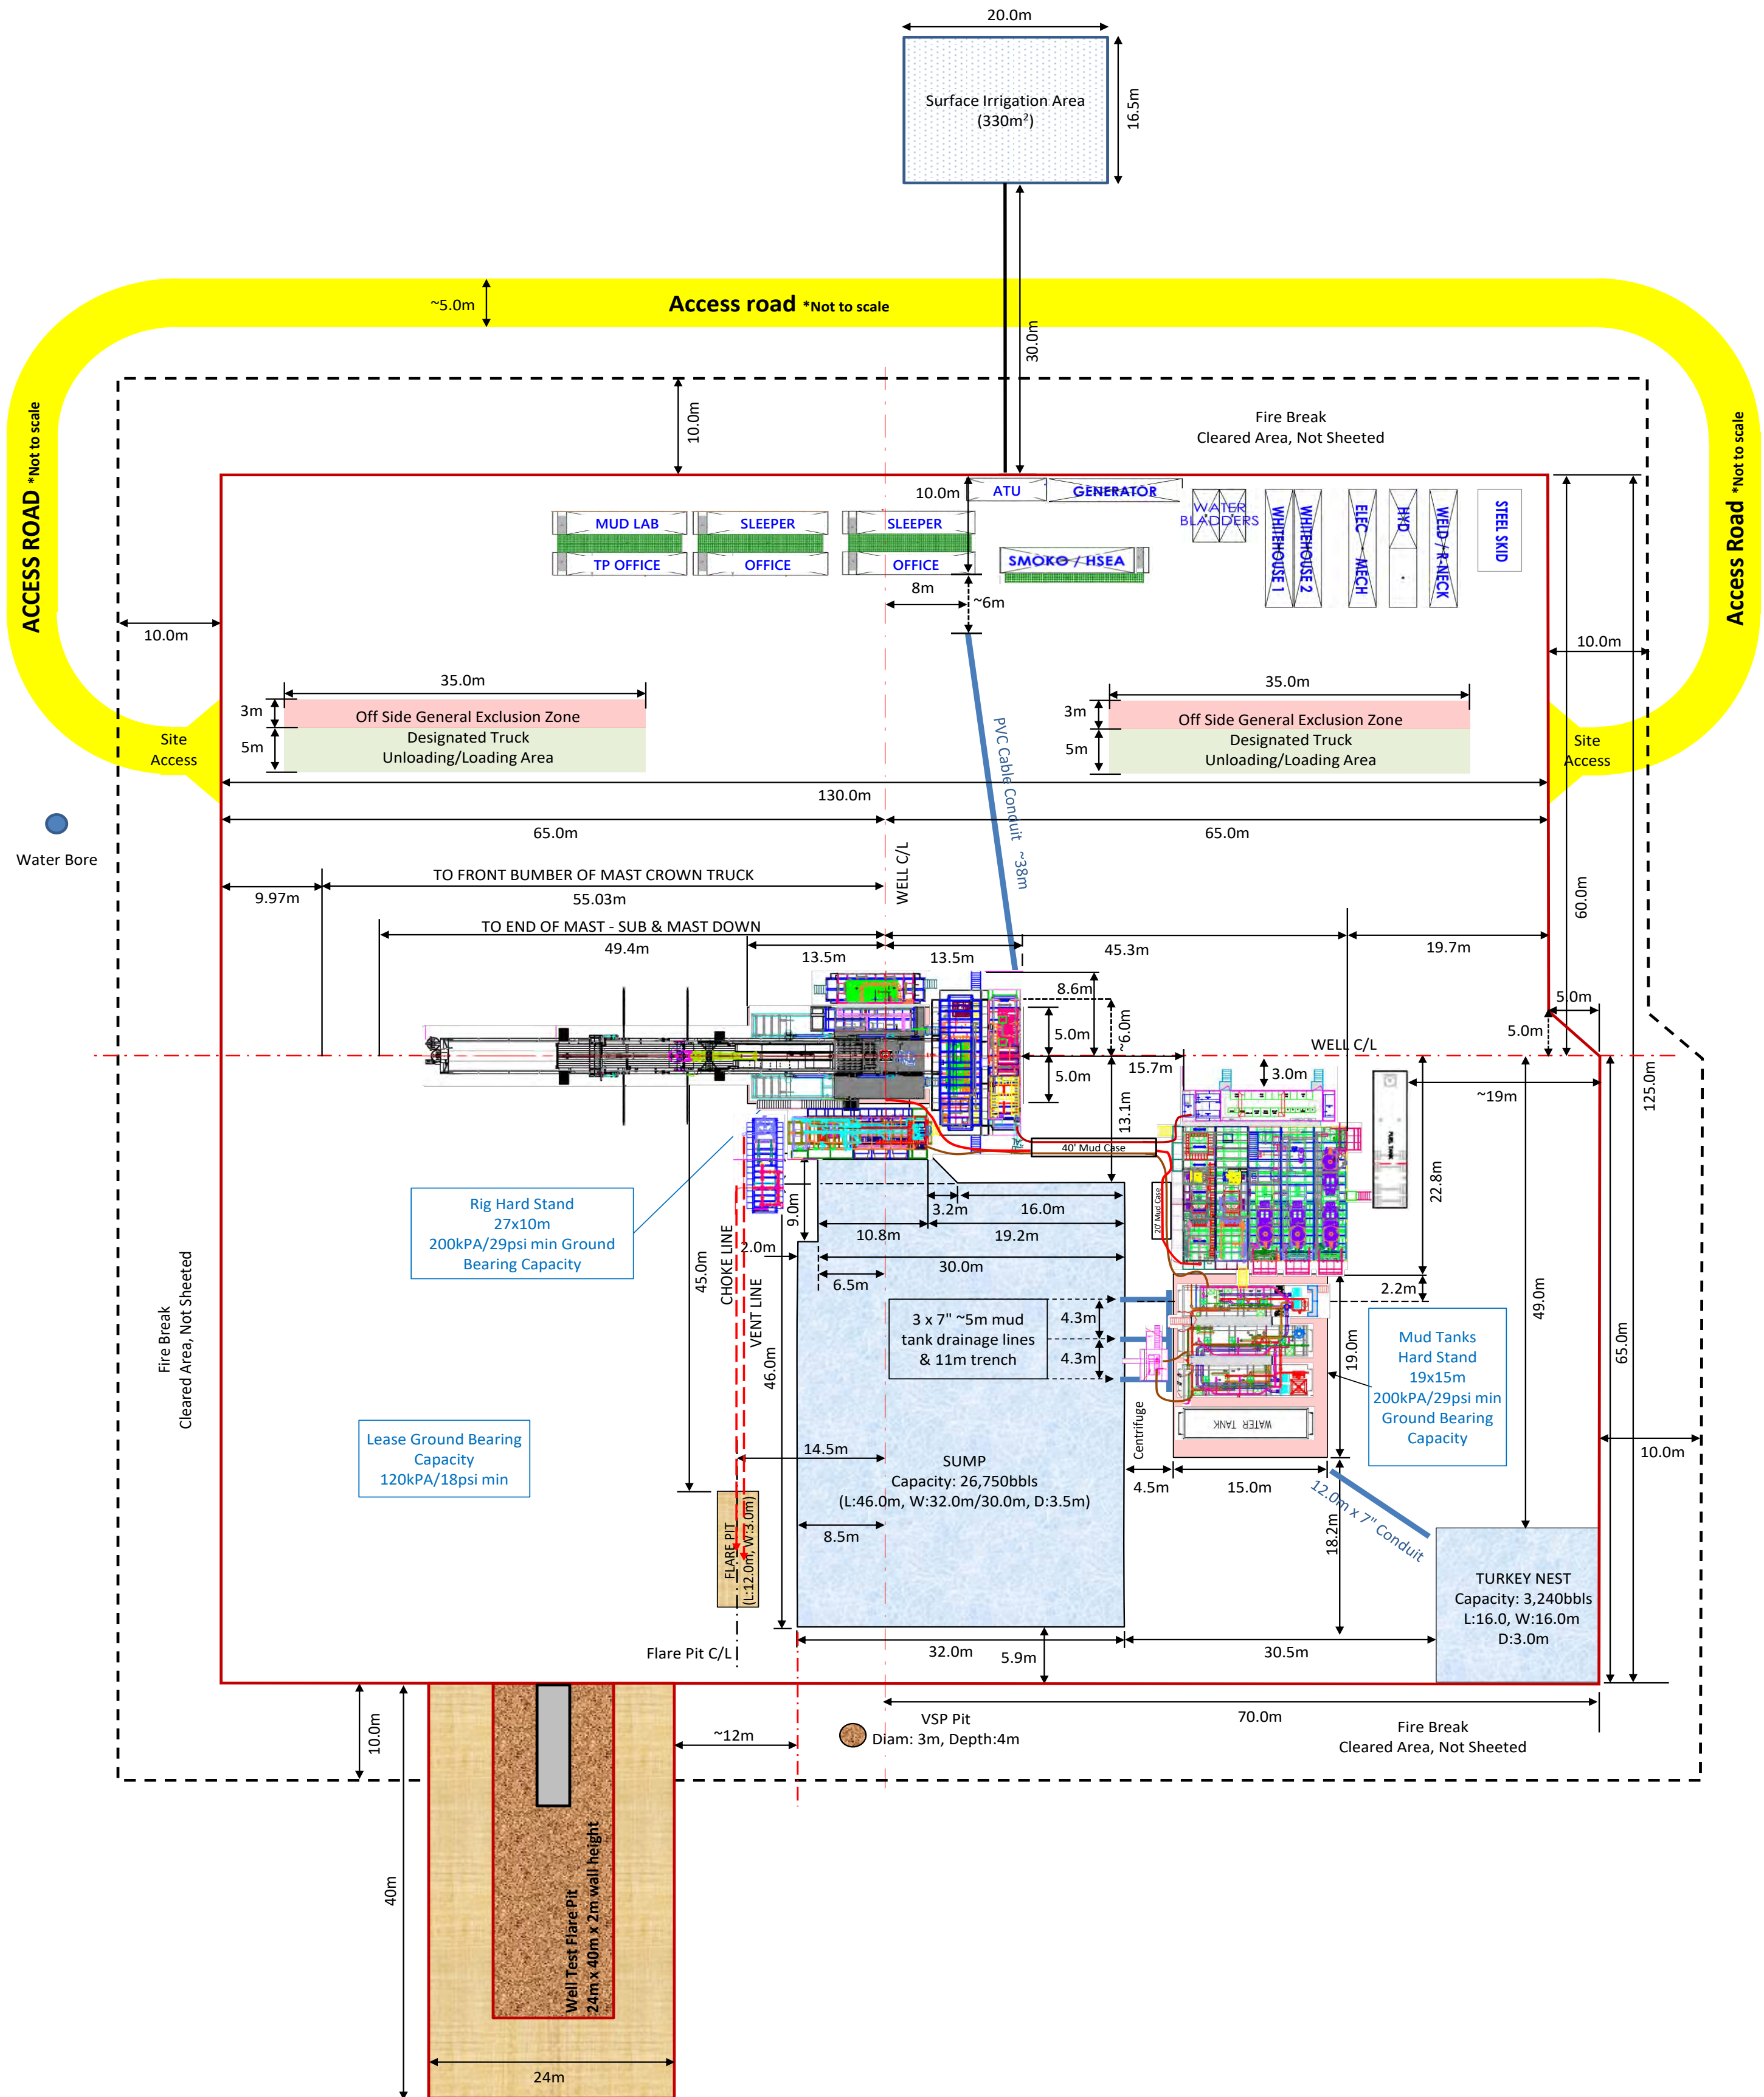 20.0m
Surface Irrigation Area
(330m²)
16.5m
~5.0m
Access road *Not to scale
30.0m
ACCESS ROAD *Not to scale
Access Road *Not to scale
10.0m
Fire Break
Cleared Area, Not Sheeted
10.0m
ATU
GENERATOR
MUD LAB
SLEEPER
SLEEPER
TP OFFICE
OFFICE
OFFICE
SMOKO / HSEA
WATER
BLADDERS
WHITEHOUSE 1
WHITEHOUSE 2
ELEC
MECH
HYD
WELD / R-NECK
STEEL SKID
8m
~6m
10.0m
10.0m
35.0m
3m
Off Side General Exclusion Zone
5m
Designated Truck
Unloading/Loading Area
35.0m
3m
Off Side General Exclusion Zone
5m
Designated Truck
Unloading/Loading Area
Site
Access
Site
Access
PVC Cable Conduit ~38m
130.0m
65.0m
65.0m
Water Bore
WELL C/L
TO FRONT BUMBER OF MAST CROWN TRUCK
9.97m
55.03m
60.0m
125.0m
TO END OF MAST - SUB & MAST DOWN
49.4m
13.5m
13.5m
45.3m
19.7m
8.6m
5.0m
~6.0m
5.0m
5.0m
5.0m
WELL C/L
15.7m
3.0m
~19m
13.1m
40' Mud Case
20' Mud Case
FUEL TANK
22.8m
Rig Hard Stand
27x10m
200kPA/29psi min Ground
Bearing Capacity
9.0m
3.2m
16.0m
10.8m
19.2m
2.0m
30.0m
6.5m
45.0m
CHOKE LINE
VENT LINE
46.0m
3 x 7" ~5m mud
tank drainage lines
& 11m trench
4.3m
4.3m
2.2m
19.0m
49.0m
65.0m
Mud Tanks
Hard Stand
19x15m
200kPA/29psi min
Ground Bearing
Capacity
Fire Break
Cleared Area, Not Sheeted
Lease Ground Bearing
Capacity
120kPA/18psi min
WATER TANK
Centrifuge
14.5m
SUMP
Capacity: 26,750bbls
(L:46.0m, W:32.0m/30.0m, D:3.5m)
8.5m
4.5m
15.0m
10.0m
12.0m x 7" Conduit
18.2m
FLARE PIT
(L:12.0m, W:3.0m)
TURKEY NEST
Capacity: 3,240bbls
L:16.0, W:16.0m
D:3.0m
Flare Pit C/L
32.0m
5.9m
30.5m
10.0m
~12m
VSP Pit
Diam: 3m, Depth:4m
70.0m
Fire Break
Cleared Area, Not Sheeted
40m
Well Test Flare Pit
24m x 40m x 2m wall height
24m